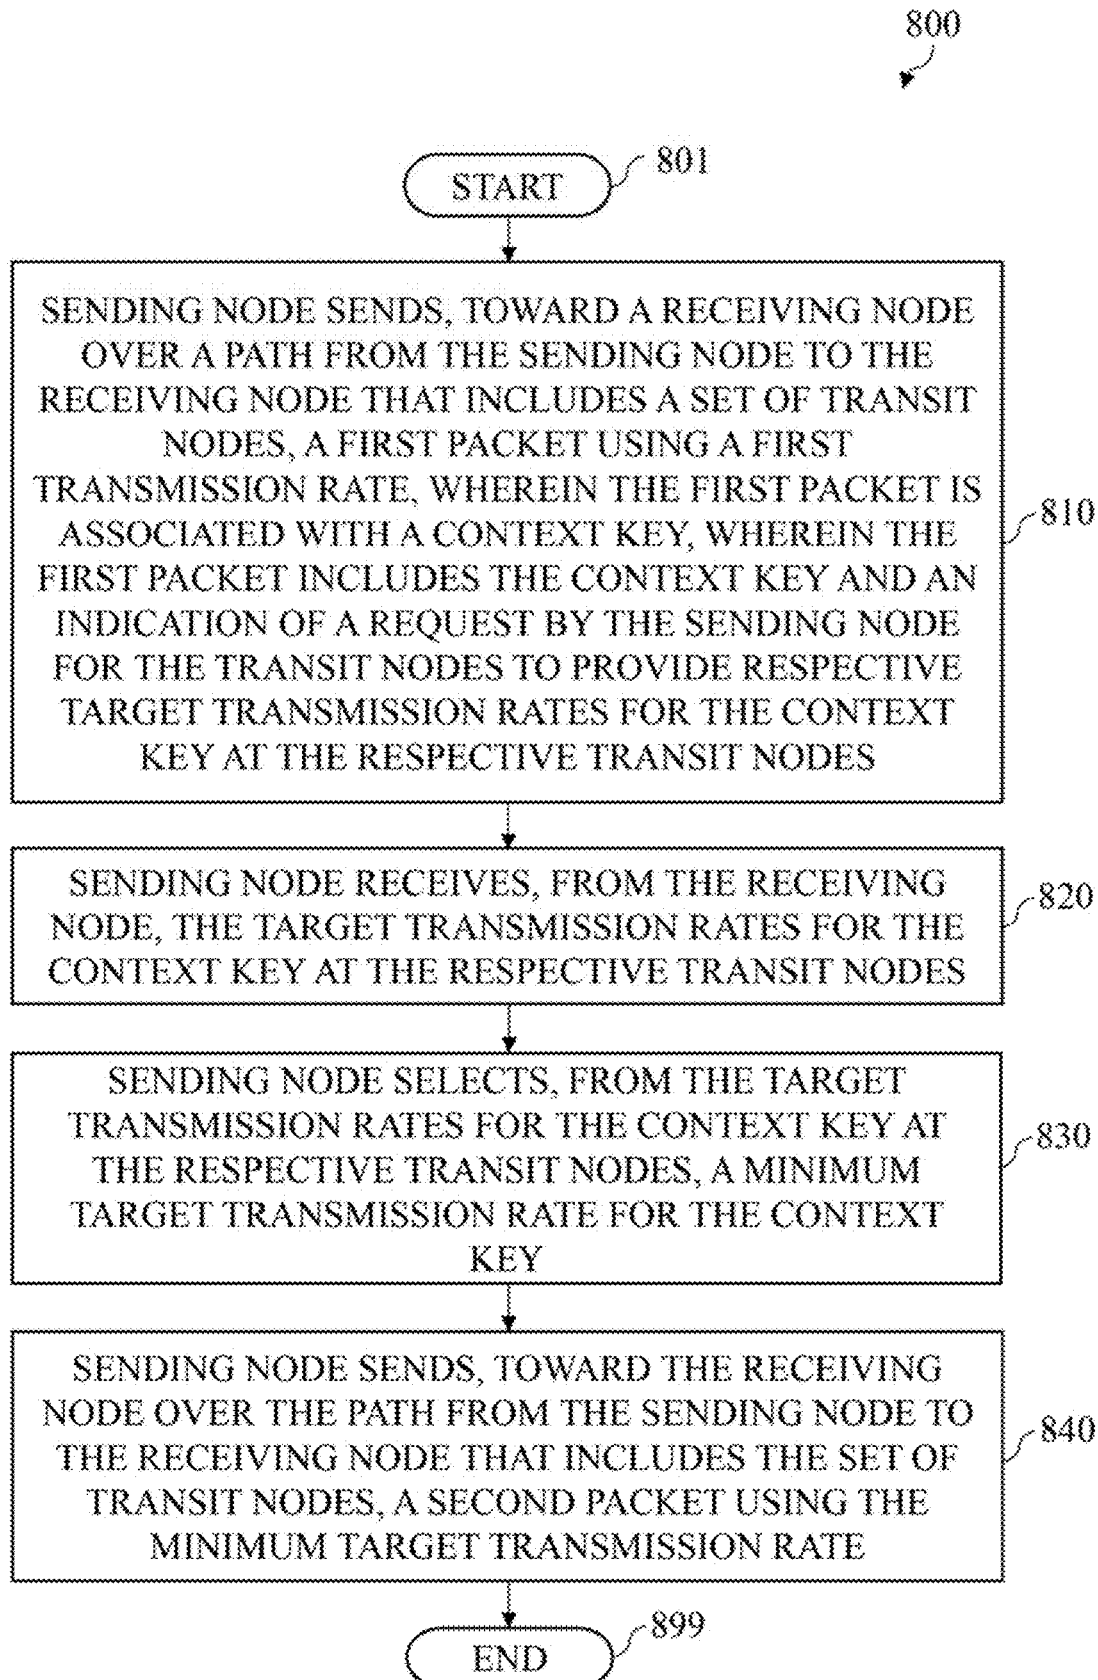 800
START
801
SENDING NODE SENDS, TOWARD A RECEIVING NODE
OVER A PATH FROM THE SENDING NODE TO THE
RECEIVING NODE THAT INCLUDES A SET OF TRANSIT
NODES, A FIRST PACKET USING A FIRST
TRANSMISSION RATE, WHEREIN THE FIRST PACKET IS
ASSOCIATED WITH A CONTEXT KEY, WHEREIN THE
FIRST PACKET INCLUDES THE CONTEXT KEY AND AN
INDICATION OF A REQUEST BY THE SENDING NODE
FOR THE TRANSIT NODES TO PROVIDE RESPECTIVE
TARGET TRANSMISSION RATES FOR THE CONTEXT
KEY AT THE RESPECTIVE TRANSIT NODES
810
SENDING NODE RECEIVES, FROM THE RECEIVING
NODE, THE TARGET TRANSMISSION RATES FOR THE
CONTEXT KEY AT THE RESPECTIVE TRANSIT NODES
820
SENDING NODE SELECTS, FROM THE TARGET
TRANSMISSION RATES FOR THE CONTEXT KEY AT
THE RESPECTIVE TRANSIT NODES, A MINIMUM
TARGET TRANSMISSION RATE FOR THE CONTEXT
KEY
830
SENDING NODE SENDS, TOWARD THE RECEIVING
NODE OVER THE PATH FROM THE SENDING NODE TO
THE RECEIVING NODE THAT INCLUDES THE SET OF
TRANSIT NODES, A SECOND PACKET USING THE
MINIMUM TARGET TRANSMISSION RATE
840
END
899